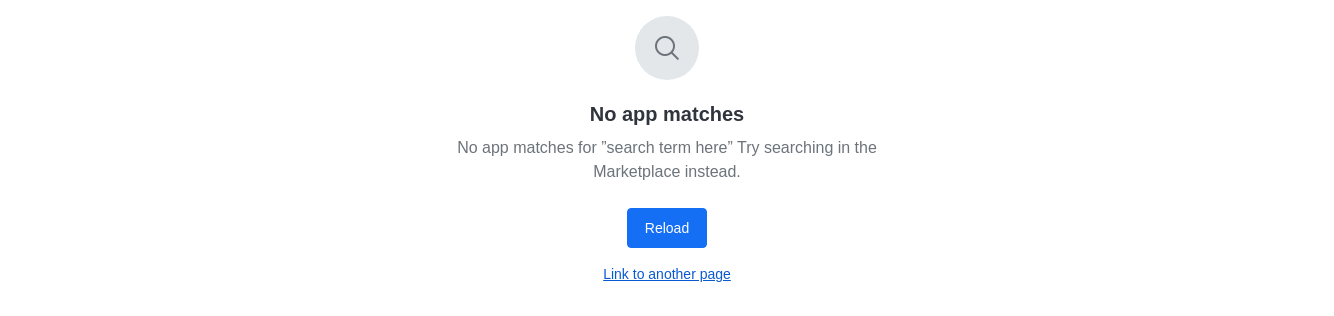 No app matches
No app matches for ”search term here” Try searching in the
Marketplace instead.
Reload
Link to another page